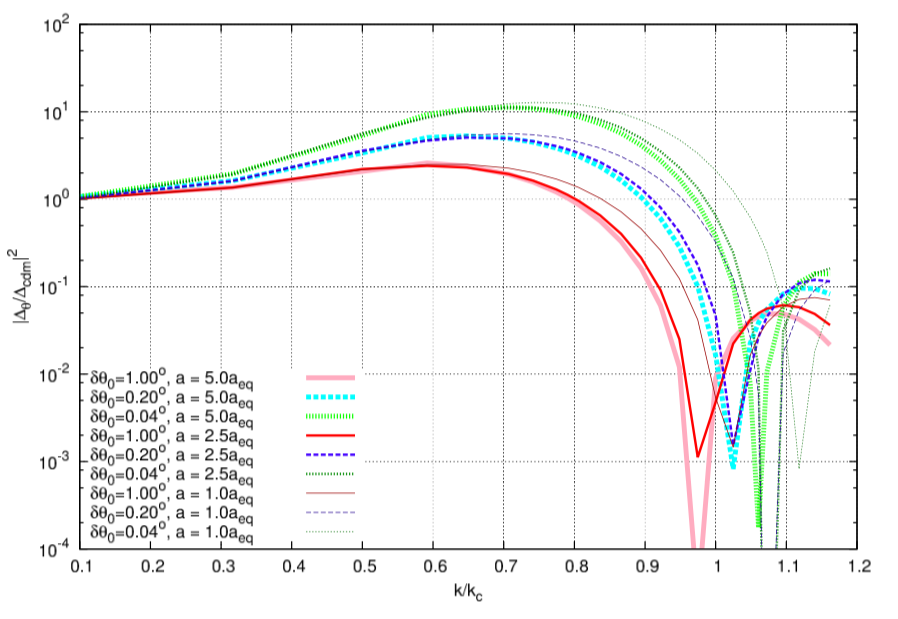 10^2
10^1
10^0
10^-1
10^-2
10^-3
10^-4
|Δ_θ/Δ_cdm|^2
δθ_0=1.00^o, a = 5.0a_eq
δθ_0=0.20^o, a = 5.0a_eq
δθ_0=0.04^o, a = 5.0a_eq
δθ_0=1.00^o, a = 2.5a_eq
δθ_0=0.20^o, a = 2.5a_eq
δθ_0=0.04^o, a = 2.5a_eq
δθ_0=1.00^o, a = 1.0a_eq
δθ_0=0.20^o, a = 1.0a_eq
δθ_0=0.04^o, a = 1.0a_eq
0.1 0.2 0.3 0.4 0.5 0.6 0.7 0.8 0.9 1 1.1 1.2
k/k_c